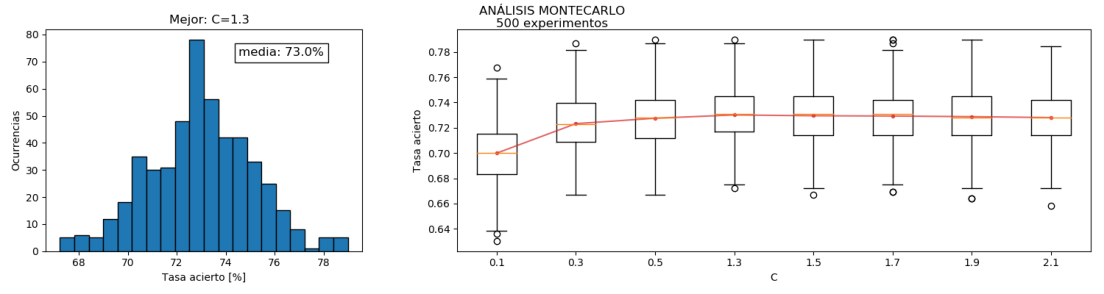 ANÁLISIS MONTECARLO
500 experimentos
Mejor: C=1.3
media: 73.0%
Ocurrencias
80
70
60
50
40
30
20
10
0
68 70 72 74 76 78
Tasa acierto [%]
Tasa acierto
0.78
0.76
0.74
0.72
0.70
0.68
0.66
0.64
0.1 0.3 0.5 1.3 1.5 1.7 1.9 2.1
C